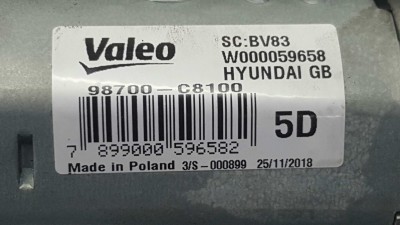 Valeo
SC:BV83
W000059658
HYUNDAI GB
98700-C8100
5D
7 899000 596582
Made in Poland 3/S-000899 25/11/2018